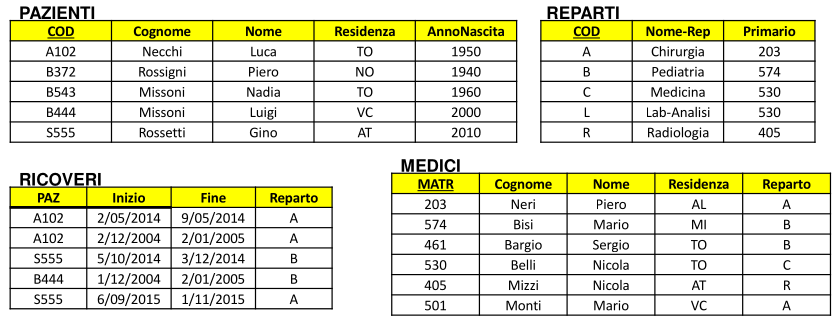 PAZIENTI
COD Cognome Nome Residenza AnnoNascita
A102 Necchi Luca TO 1950
B372 Rossigni Piero NO 1940
B543 Missoni Nadia TO 1960
B444 Missoni Luigi VC 2000
S555 Rossetti Gino AT 2010
REPARTI
COD Nome-Rep Primario
A Chirurgia 203
B Pediatria 574
C Medicina 530
L Lab-Analisi 530
R Radiologia 405
RICOVERI
PAZ Inizio Fine Reparto
A102 2/05/2014 9/05/2014 A
A102 2/12/2004 2/01/2005 A
S555 5/10/2014 3/12/2014 B
B444 1/12/2004 2/01/2005 B
S555 6/09/2015 1/11/2015 A
MEDICI
MATR Cognome Nome Residenza Reparto
203 Neri Piero AL A
574 Bisi Mario MI B
461 Bargio Sergio TO B
530 Belli Nicola TO C
405 Mizzi Nicola AT R
501 Monti Mario VC A